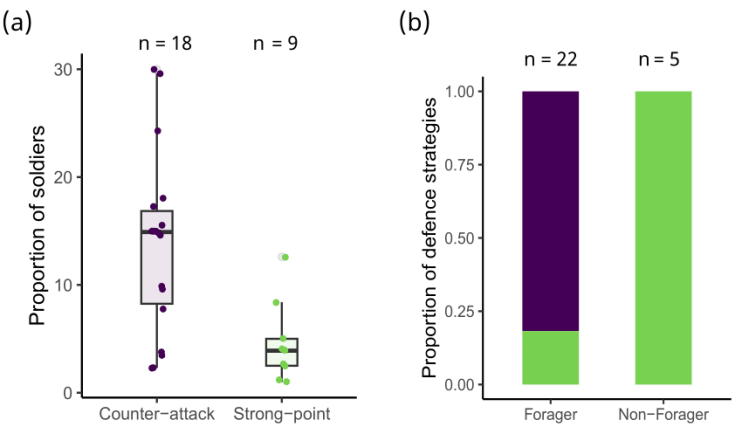 (a)
n = 18
n = 9
Proportion of soldiers
30
20
10
0
Counter−attack
Strong−point
(b)
n = 22
n = 5
Proportion of defence strategies
1.00
0.75
0.50
0.25
0.00
Forager
Non−Forager